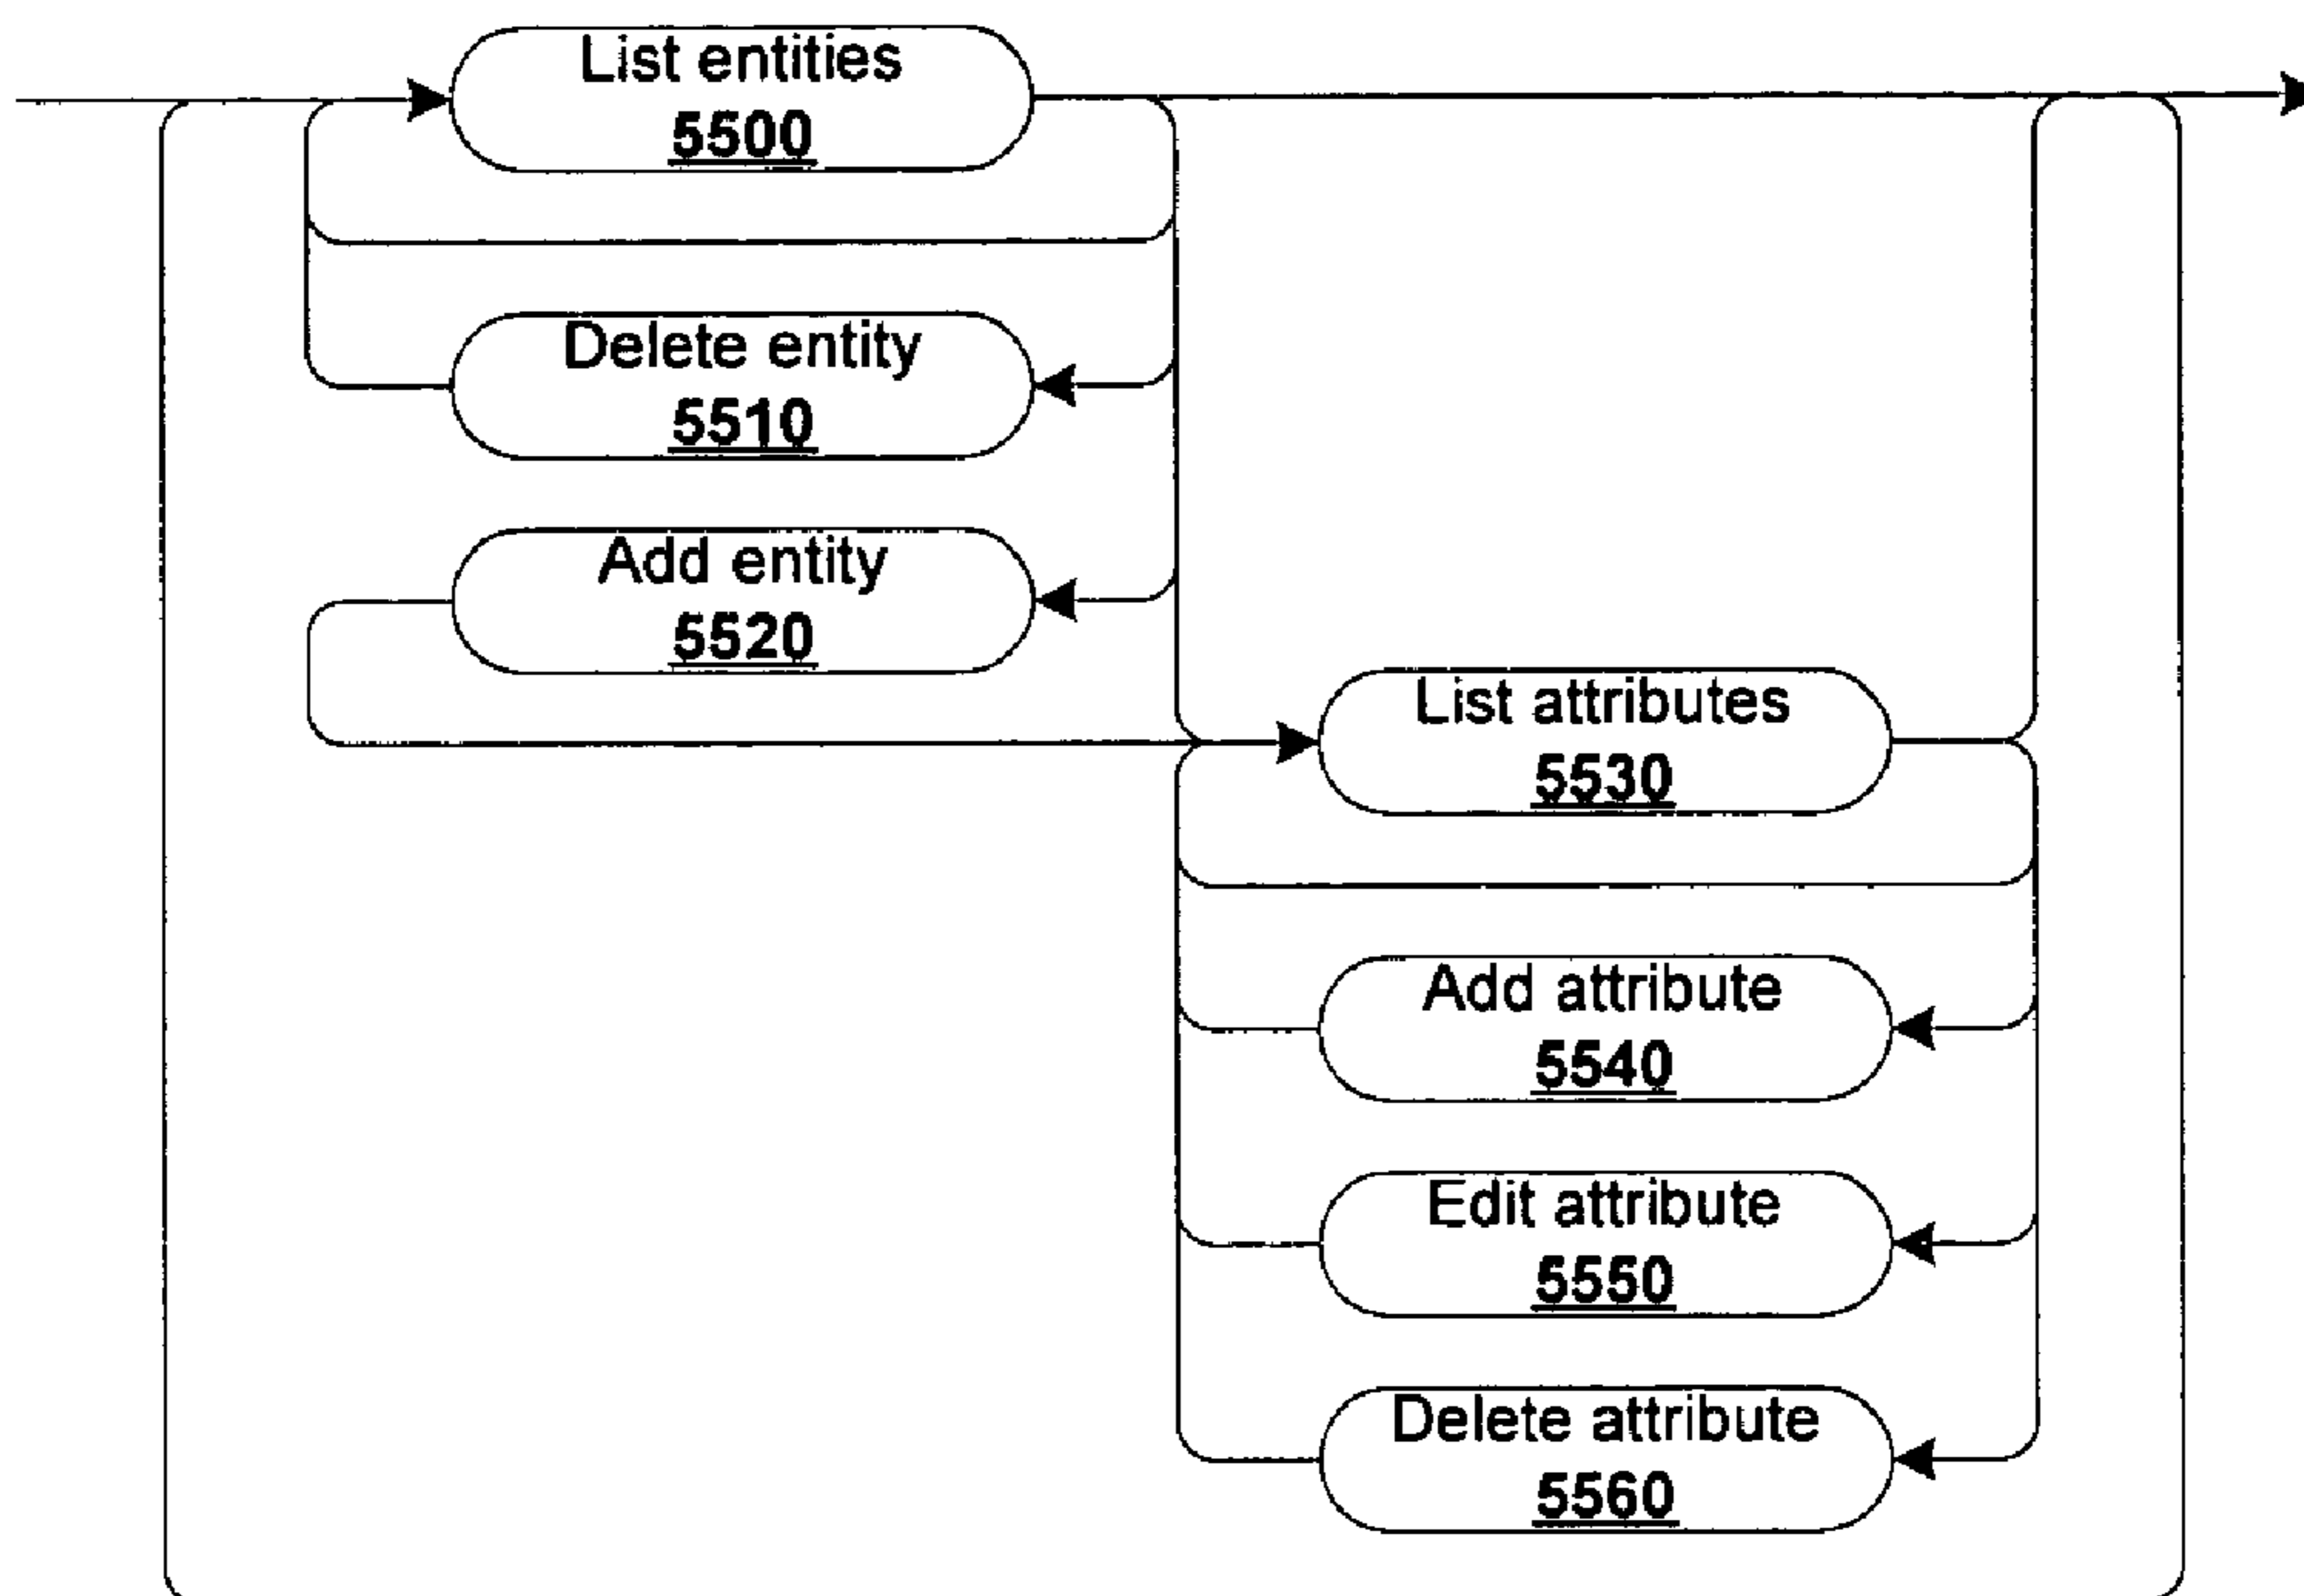 List entities
5500
Delete entity
5510
Add entity
5520
List attributes
5530
Add attribute
5540
Edit attribute
5550
Delete attribute
5560